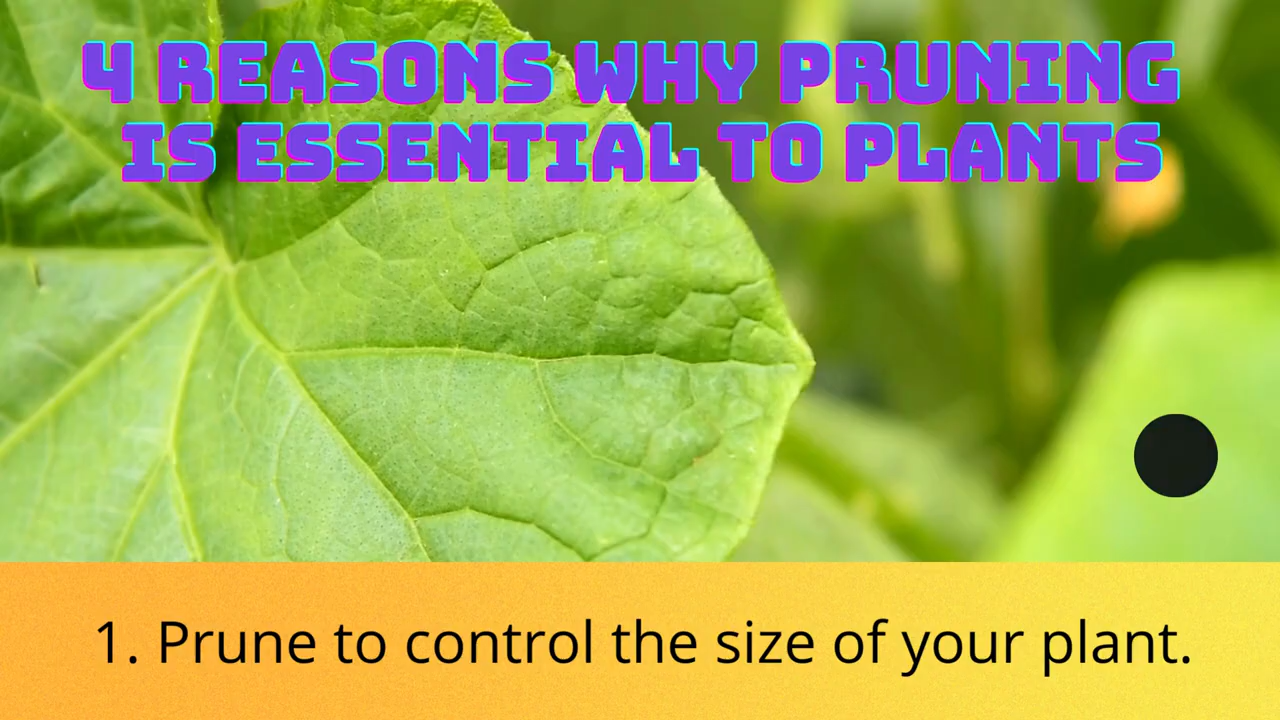 4 REASONS WHY PRUNING
IS ESSENTIAL TO PLANTS
1. Prune to control the size of your plant.